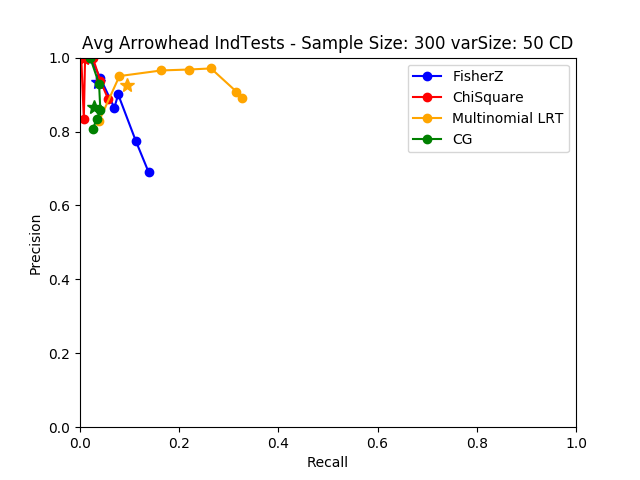 Avg Arrowhead IndTests - Sample Size: 300 varSize: 50 CD
FisherZ
ChiSquare
Multinomial LRT
CG
Precision
1.0
0.8
0.6
0.4
0.2
0.0
0.0 0.2 0.4 0.6 0.8 1.0
Recall